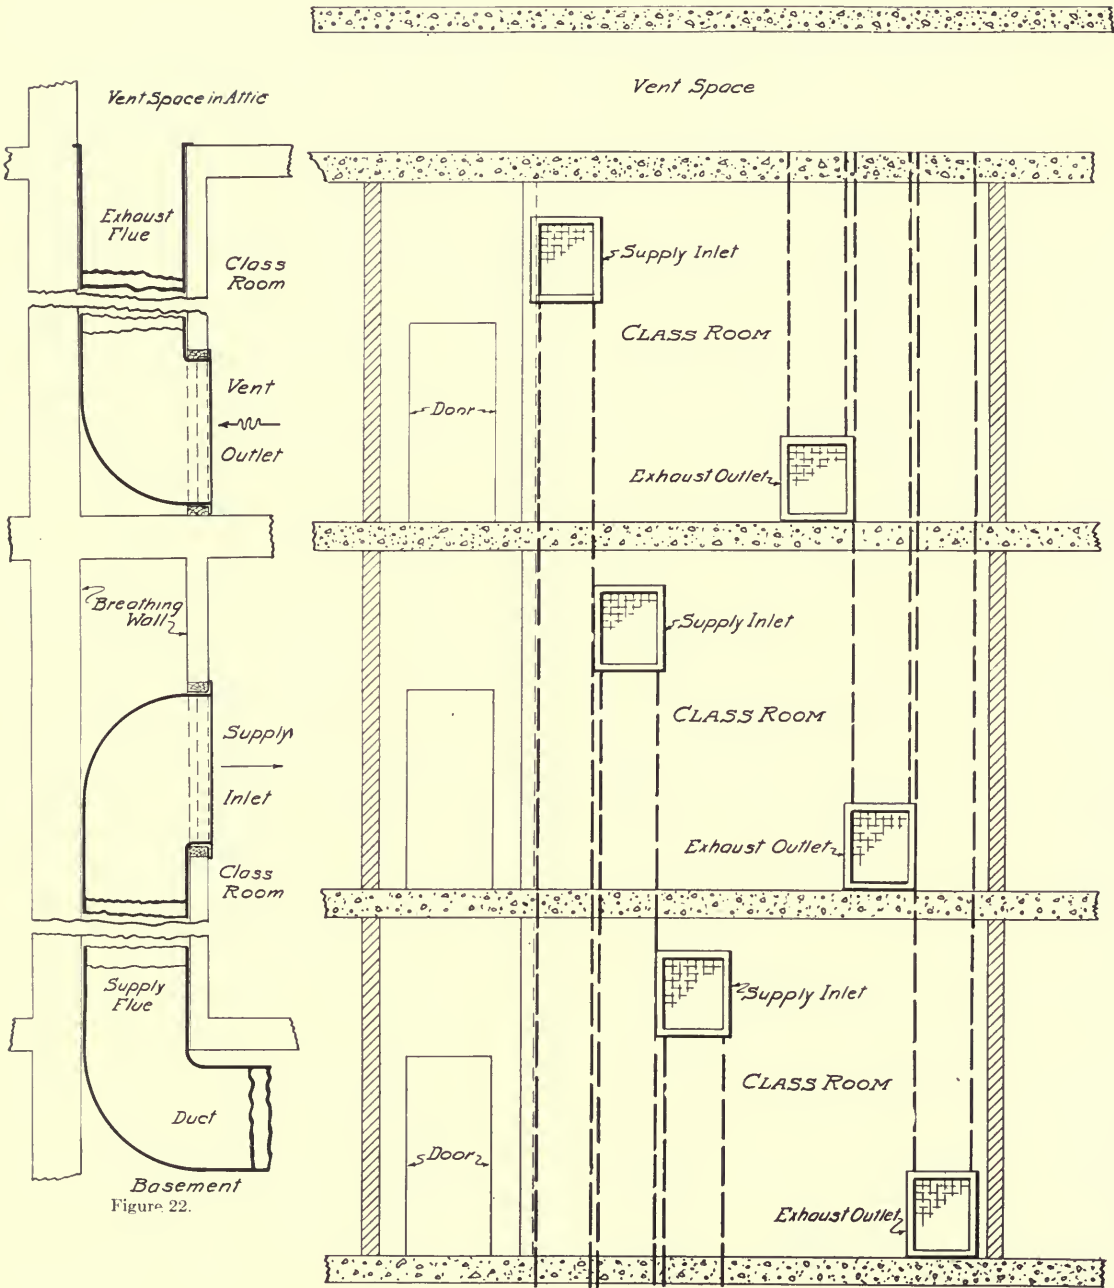 Vent Space in Attic
Exhaust
Flue
Class
Room
Vent
Outlet
Breathing
Wall
Supply
Inlet
Class
Room
Supply
Flue
Duct
Basement
Figure 22.
Vent Space
Supply Inlet
CLASS ROOM
Door
Exhaust Outlet
Supply Inlet
CLASS ROOM
Exhaust Outlet
Supply Inlet
CLASS ROOM
Door
Exhaust Outlet